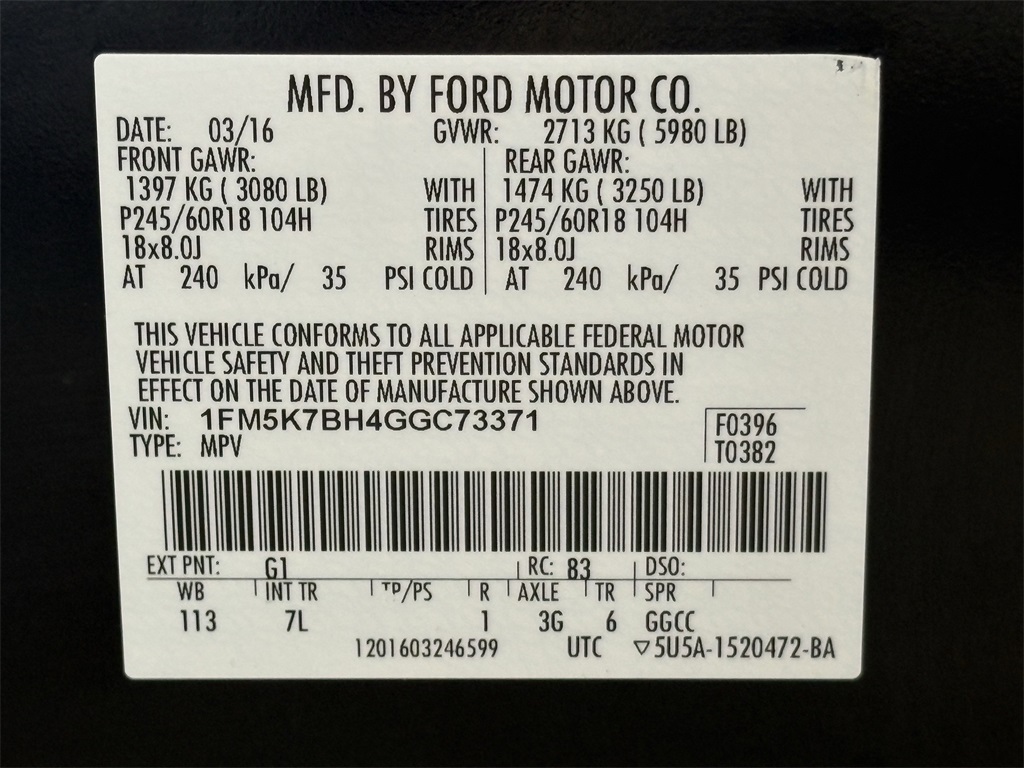 MFD. BY FORD MOTOR CO.
DATE: 03/16 GVWR: 2713 KG ( 5980 LB)
FRONT GAWR: REAR GAWR:
1397 KG ( 3080 LB) WITH 1474 KG ( 3250 LB) WITH
P245/60R18 104H TIRES P245/60R18 104H TIRES
18x8.0J RIMS 18x8.0J RIMS
AT 240 kPa/ 35 PSI COLD AT 240 kPa/ 35 PSI COLD
THIS VEHICLE CONFORMS TO ALL APPLICABLE FEDERAL MOTOR
VEHICLE SAFETY AND THEFT PREVENTION STANDARDS IN
EFFECT ON THE DATE OF MANUFACTURE SHOWN ABOVE.
VIN: 1FM5K7BH4GGC73371 F0396
TYPE: MPV T0382
EXT PNT: G1 RC: 83 DSO:
WB INT TR TP/PS R AXLE TR SPR
113 7L 1 3G 6 GGCC
1201603246599 UTC ▽5U5A-1520472-BA